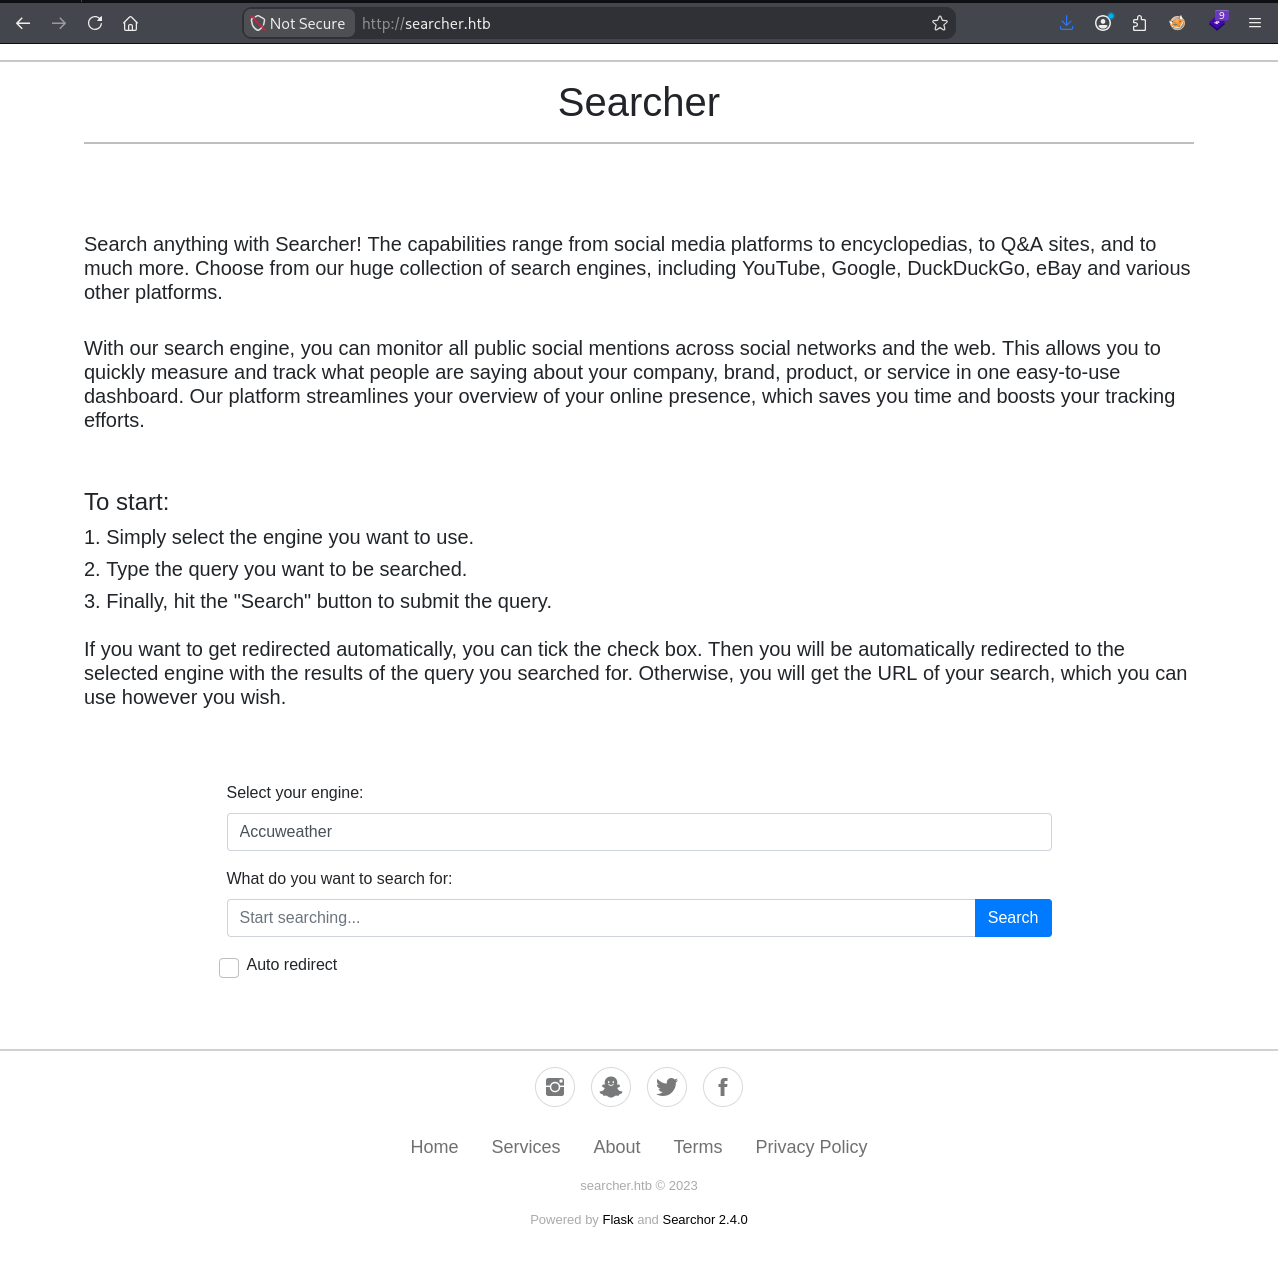 Not Secure http://searcher.htb
9
Searcher
Search anything with Searcher! The capabilities range from social media platforms to encyclopedias, to Q&A sites, and to
much more. Choose from our huge collection of search engines, including YouTube, Google, DuckDuckGo, eBay and various
other platforms.
With our search engine, you can monitor all public social mentions across social networks and the web. This allows you to
quickly measure and track what people are saying about your company, brand, product, or service in one easy-to-use
dashboard. Our platform streamlines your overview of your online presence, which saves you time and boosts your tracking
efforts.
To start:
1. Simply select the engine you want to use.
2. Type the query you want to be searched.
3. Finally, hit the "Search" button to submit the query.
If you want to get redirected automatically, you can tick the check box. Then you will be automatically redirected to the
selected engine with the results of the query you searched for. Otherwise, you will get the URL of your search, which you can
use however you wish.
Select your engine:
Accuweather
What do you want to search for:
Start searching... Search
Auto redirect
Home Services About Terms Privacy Policy
searcher.htb © 2023
Powered by Flask and Searchor 2.4.0